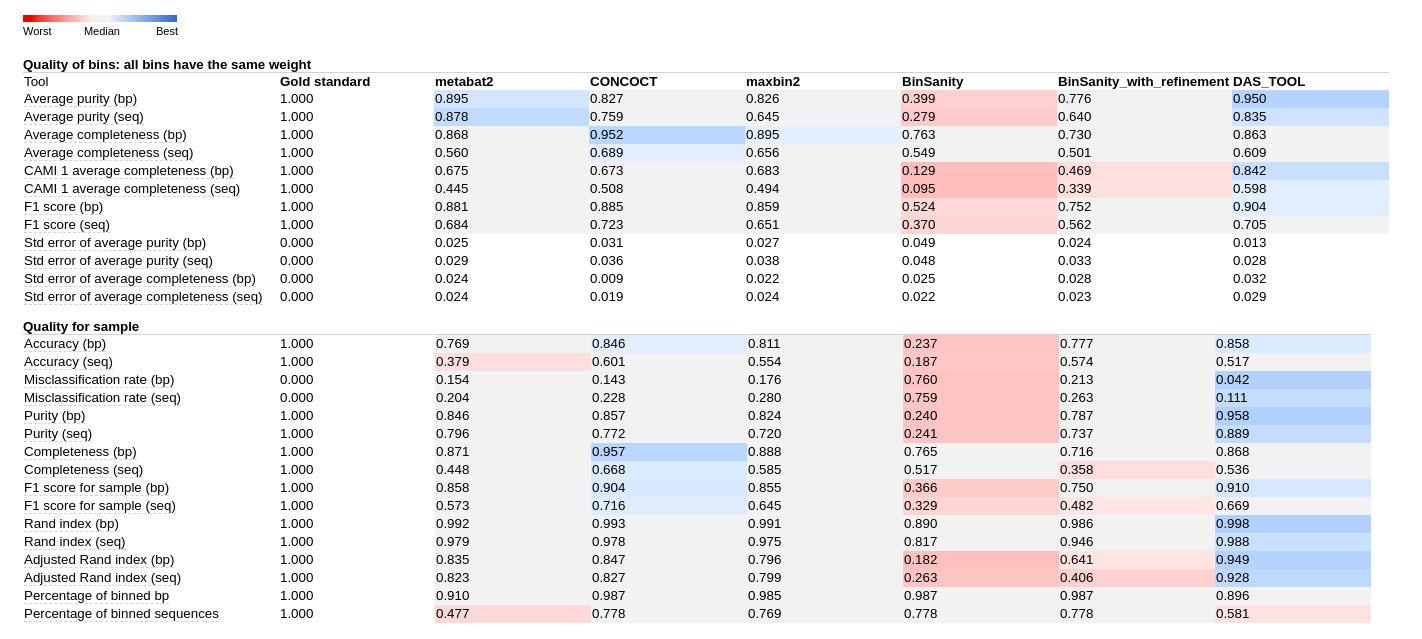 Worst Median Best
Quality of bins: all bins have the same weight
Tool Gold standard metabat2 CONCOCT maxbin2 BinSanity BinSanity_with_refinement DAS_TOOL
Average purity (bp) 1.000 0.895 0.827 0.826 0.399 0.776 0.950
Average purity (seq) 1.000 0.878 0.759 0.645 0.279 0.640 0.835
Average completeness (bp) 1.000 0.868 0.952 0.895 0.763 0.730 0.863
Average completeness (seq) 1.000 0.560 0.689 0.656 0.549 0.501 0.609
CAMI 1 average completeness (bp) 1.000 0.675 0.673 0.683 0.129 0.469 0.842
CAMI 1 average completeness (seq) 1.000 0.445 0.508 0.494 0.095 0.339 0.598
F1 score (bp) 1.000 0.881 0.885 0.859 0.524 0.752 0.904
F1 score (seq) 1.000 0.684 0.723 0.651 0.370 0.562 0.705
Std error of average purity (bp) 0.000 0.025 0.031 0.027 0.049 0.024 0.013
Std error of average purity (seq) 0.000 0.029 0.036 0.038 0.048 0.033 0.028
Std error of average completeness (bp) 0.000 0.024 0.009 0.022 0.025 0.028 0.032
Std error of average completeness (seq) 0.000 0.024 0.019 0.024 0.022 0.023 0.029
Quality for sample
Accuracy (bp) 1.000 0.769 0.846 0.811 0.237 0.777 0.858
Accuracy (seq) 1.000 0.379 0.601 0.554 0.187 0.574 0.517
Misclassification rate (bp) 0.000 0.154 0.143 0.176 0.760 0.213 0.042
Misclassification rate (seq) 0.000 0.204 0.228 0.280 0.759 0.263 0.111
Purity (bp) 1.000 0.846 0.857 0.824 0.240 0.787 0.958
Purity (seq) 1.000 0.796 0.772 0.720 0.241 0.737 0.889
Completeness (bp) 1.000 0.871 0.957 0.888 0.765 0.716 0.868
Completeness (seq) 1.000 0.448 0.668 0.585 0.517 0.358 0.536
F1 score for sample (bp) 1.000 0.858 0.904 0.855 0.366 0.750 0.910
F1 score for sample (seq) 1.000 0.573 0.716 0.645 0.329 0.482 0.669
Rand index (bp) 1.000 0.992 0.993 0.991 0.890 0.986 0.998
Rand index (seq) 1.000 0.979 0.978 0.975 0.817 0.946 0.988
Adjusted Rand index (bp) 1.000 0.835 0.847 0.796 0.182 0.641 0.949
Adjusted Rand index (seq) 1.000 0.823 0.827 0.799 0.263 0.406 0.928
Percentage of binned bp 1.000 0.910 0.987 0.985 0.987 0.987 0.896
Percentage of binned sequences 1.000 0.477 0.778 0.769 0.778 0.778 0.581